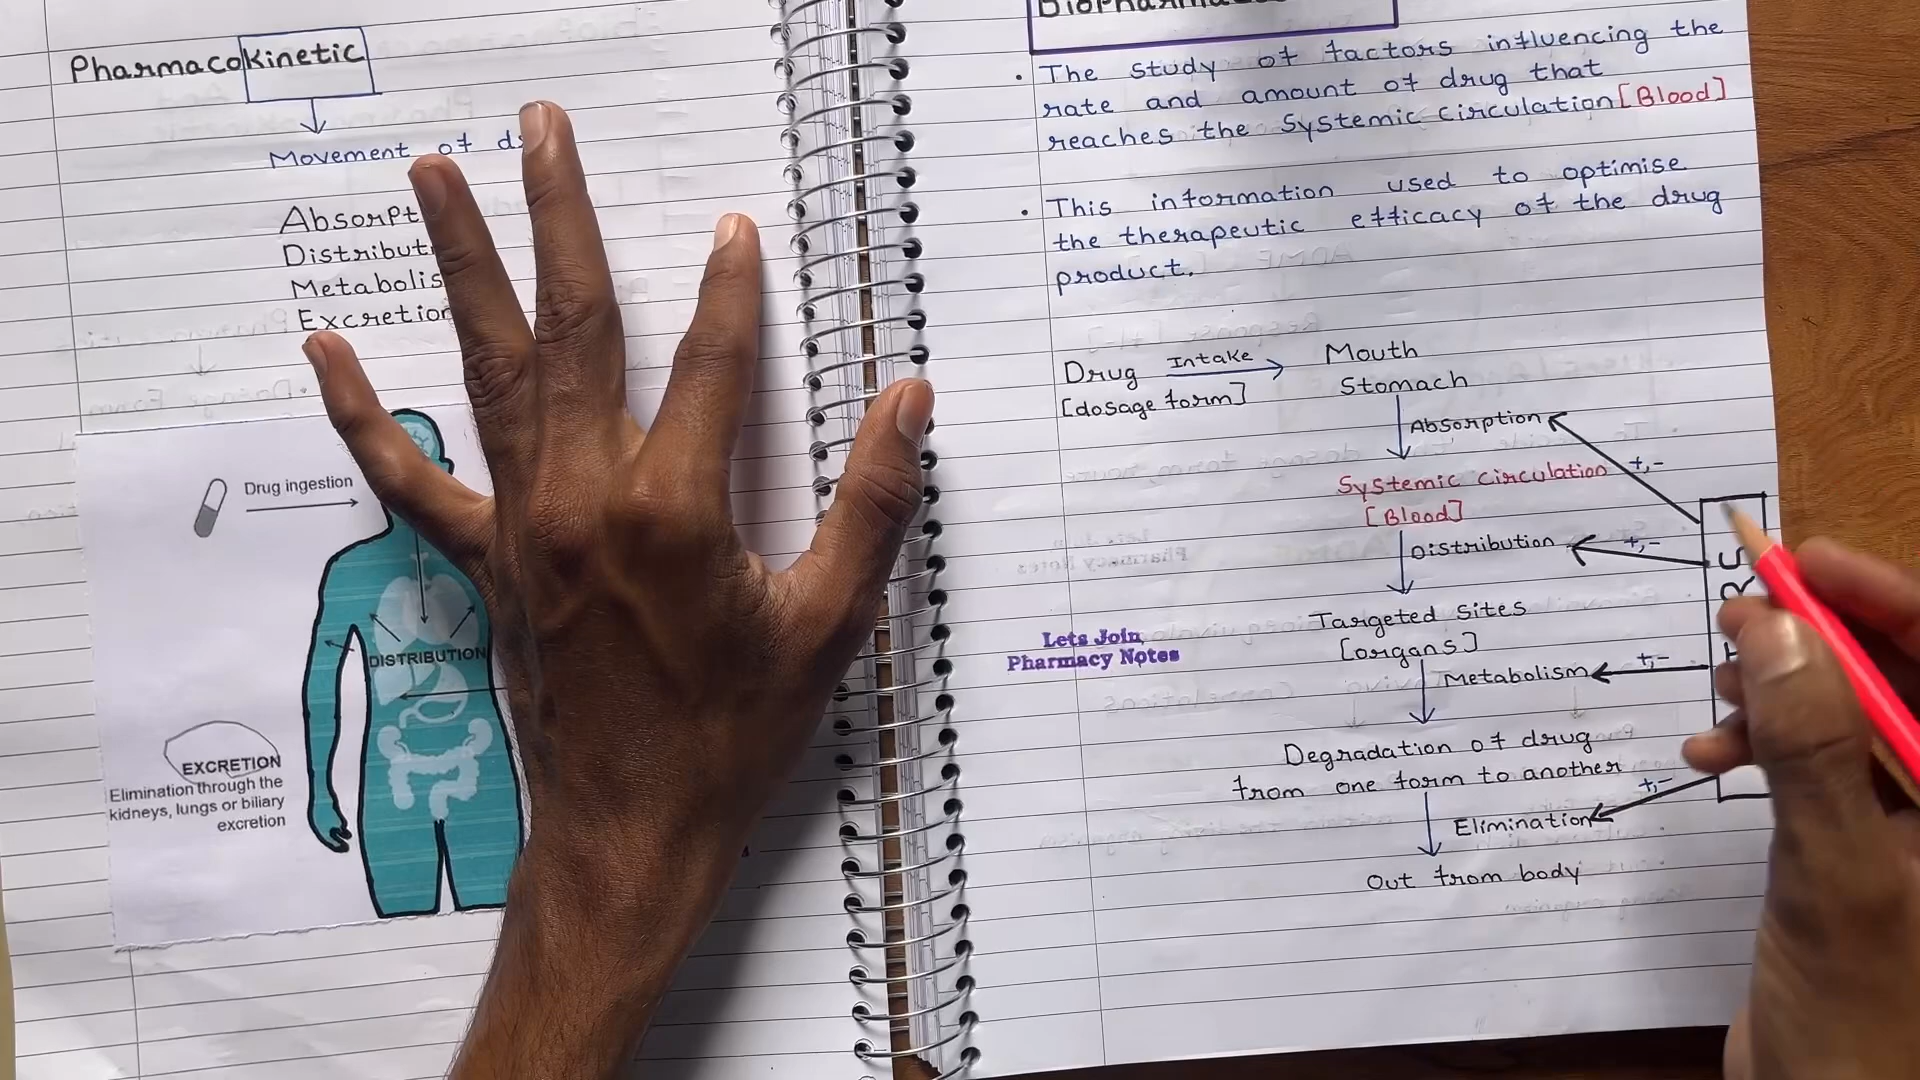 PharmacoKinetic
Movement of
Absorpt
Distribut
Metabolis
Excretion
Drug ingestion
DISTRIBUTION
EXCRETION
Elimination through the
kidneys, lungs or biliary
excretion
• The study of factors influencing the
rate and amount of drug that
reaches the systemic circulation [Blood]
• This information used to optimise
the therapeutic efficacy of the drug
product.
Drug Intake Mouth
[dosage form] Stomach
Absorption
+,-
Systemic circulation
[Blood]
Distribution +,-
Targeted Sites
[organs]
Lets Join
Pharmacy Notes
Metabolism +,-
Degradation of drug
from one form to another
+,-
Elimination
Out from body